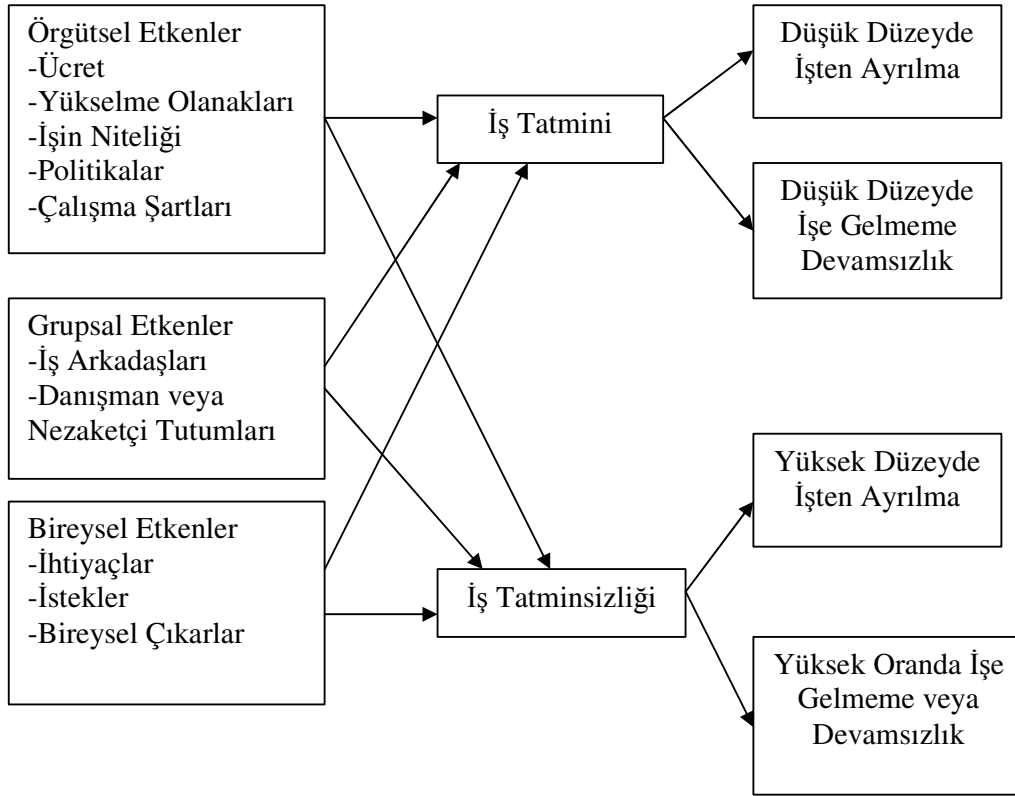 Örgütsel Etkenler
-Ücret
-Yükselme Olanakları
-İşin Niteliği
-Politikalar
-Çalışma Şartları
Grupsal Etkenler
-İş Arkadaşları
-Danışman veya
Nezaketçi Tutumları
Bireysel Etkenler
-İhtiyaçlar
-İstekler
-Bireysel Çıkarlar
İş Tatmini
İş Tatminsizliği
Düşük Düzeyde
İşten Ayrılma
Düşük Düzeyde
İşe Gelmeme
Devamsızlık
Yüksek Düzeyde
İşten Ayrılma
Yüksek Oranda İşe
Gelmeme veya
Devamsızlık